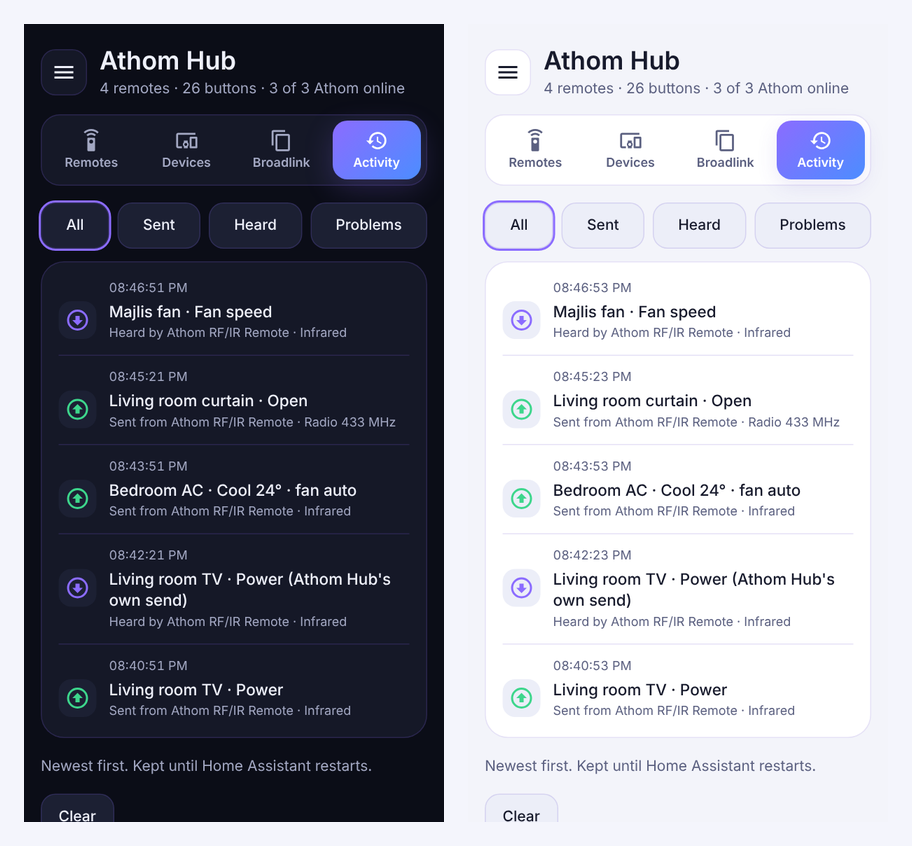 Athom Hub
4 remotes · 26 buttons · 3 of 3 Athom online
Remotes
Devices
Broadlink
Activity
All
Sent
Heard
Problems
08:46:51 PM
Majlis fan · Fan speed
Heard by Athom RF/IR Remote · Infrared
08:45:21 PM
Living room curtain · Open
Sent from Athom RF/IR Remote · Radio 433 MHz
08:43:51 PM
Bedroom AC · Cool 24° · fan auto
Sent from Athom RF/IR Remote · Infrared
08:42:21 PM
Living room TV · Power (Athom Hub's
own send)
Heard by Athom RF/IR Remote · Infrared
08:40:51 PM
Living room TV · Power
Sent from Athom RF/IR Remote · Infrared
Newest first. Kept until Home Assistant restarts.
Clear
Athom Hub
4 remotes · 26 buttons · 3 of 3 Athom online
Remotes
Devices
Broadlink
Activity
All
Sent
Heard
Problems
08:46:53 PM
Majlis fan · Fan speed
Heard by Athom RF/IR Remote · Infrared
08:45:23 PM
Living room curtain · Open
Sent from Athom RF/IR Remote · Radio 433 MHz
08:43:53 PM
Bedroom AC · Cool 24° · fan auto
Sent from Athom RF/IR Remote · Infrared
08:42:23 PM
Living room TV · Power (Athom Hub's
own send)
Heard by Athom RF/IR Remote · Infrared
08:40:53 PM
Living room TV · Power
Sent from Athom RF/IR Remote · Infrared
Newest first. Kept until Home Assistant restarts.
Clear